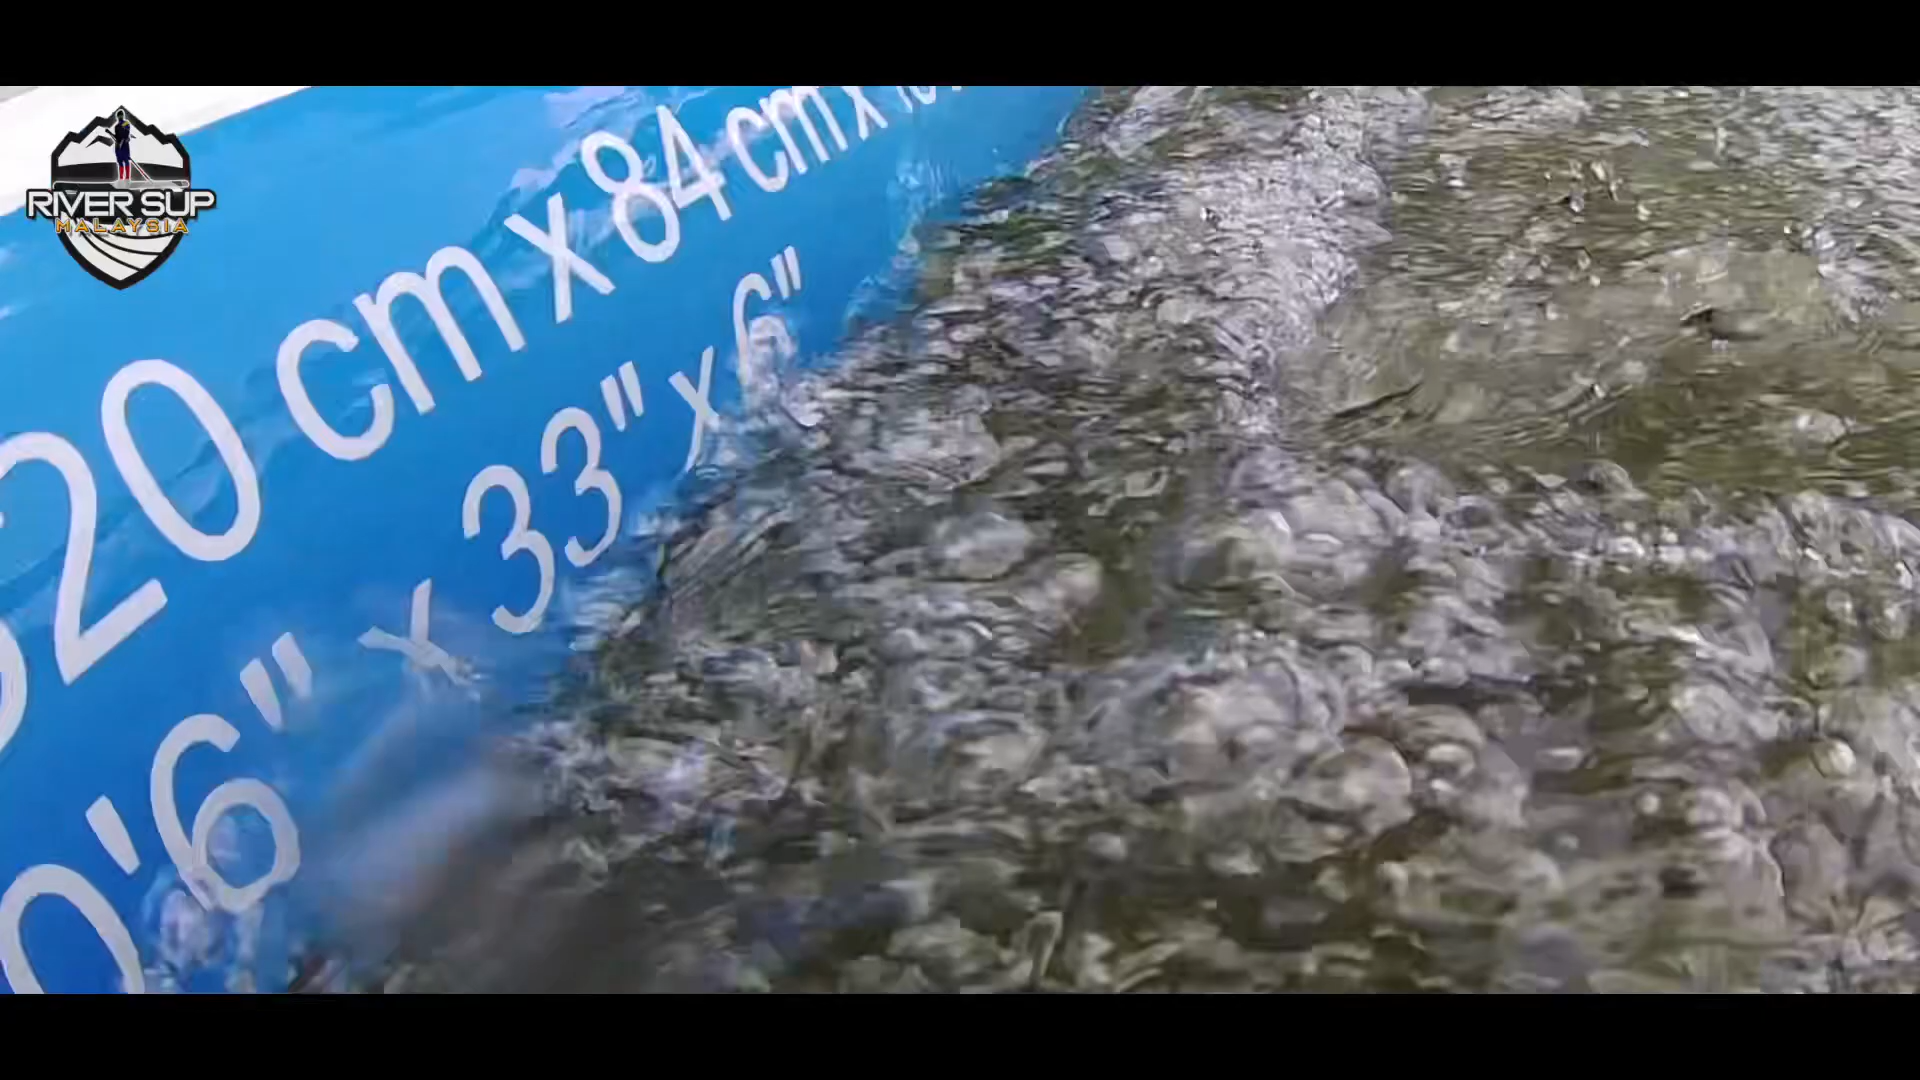 RIVER SUP
MALAYSIA
20 cm x 84 cm x
0'6" x 33" x 6"